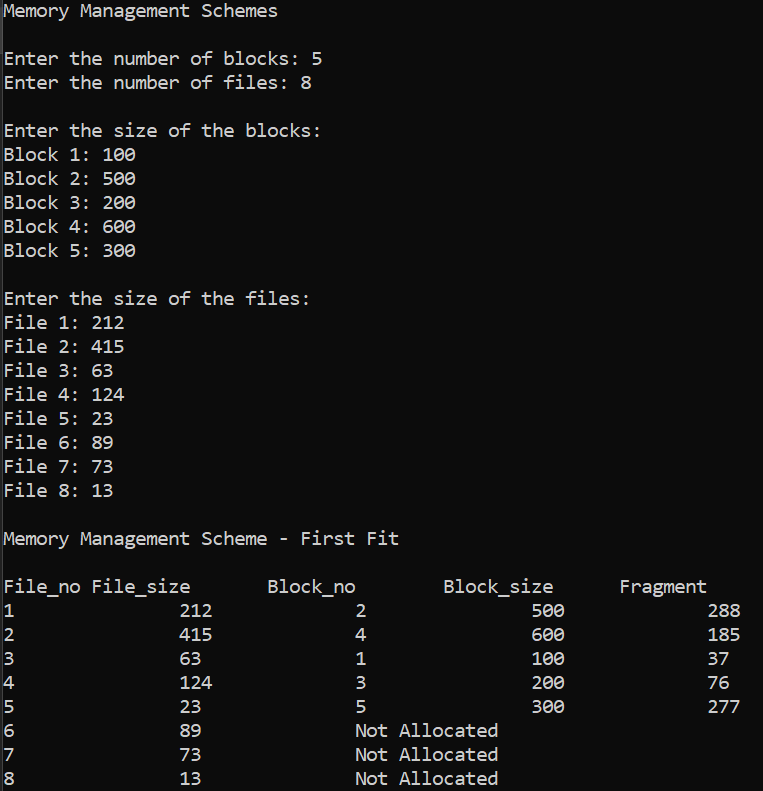 Memory Management Schemes
Enter the number of blocks: 5
Enter the number of files: 8
Enter the size of the blocks:
Block 1: 100
Block 2: 500
Block 3: 200
Block 4: 600
Block 5: 300
Enter the size of the files:
File 1: 212
File 2: 415
File 3: 63
File 4: 124
File 5: 23
File 6: 89
File 7: 73
File 8: 13
Memory Management Scheme - First Fit
File_no File_size Block_no Block_size Fragment
1 212 2 500 288
2 415 4 600 185
3 63 1 100 37
4 124 3 200 76
5 23 5 300 277
6 89 Not Allocated
7 73 Not Allocated
8 13 Not Allocated